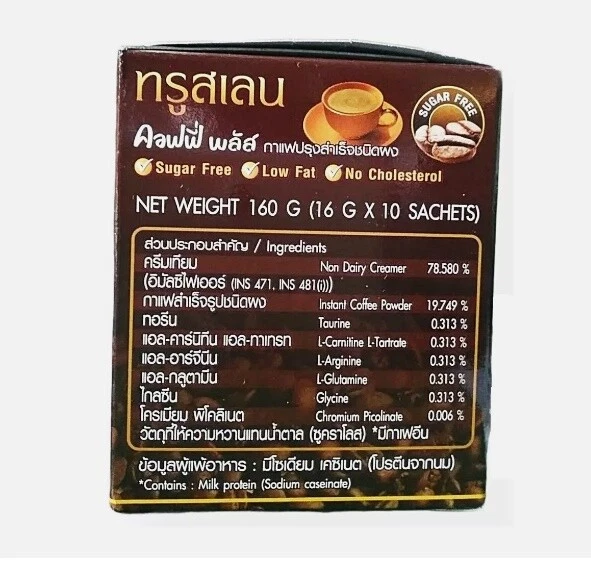 ทรูสเลน
SUGAR FREE
คอฟฟี่ พลัส กาแฟปรุงสำเร็จชนิดผง
Sugar Free Low Fat No Cholesterol
NET WEIGHT 160 G (16 G X 10 SACHETS)
ส่วนประกอบสำคัญ / Ingredients
ครีมเทียม Non Dairy Creamer 78.580 %
(อิมัลซิไฟเออร์ (INS 471, INS 481(i)))
กาแฟสำเร็จรูปชนิดผง Instant Coffee Powder 19.749 %
ทอรีน Taurine 0.313 %
แอล-คาร์นิทีน แอล-ทาเทรท L-Carnitine L-Tartrate 0.313 %
แอล-อาร์จีนีน L-Arginine 0.313 %
แอล-กลูตามีน L-Glutamine 0.313 %
ไกลซีน Glycine 0.313 %
โครเมียม พิโคลิเนต Chromium Picolinate 0.006 %
วัตถุที่ให้ความหวานแทนน้ำตาล (ซูคราโลส) *มีกาเฟอีน
ข้อมูลผู้แพ้อาหาร : มีโซเดียม เคซิเนต (โปรตีนจากนม)
*Contains : Milk protein (Sodium caseinate)